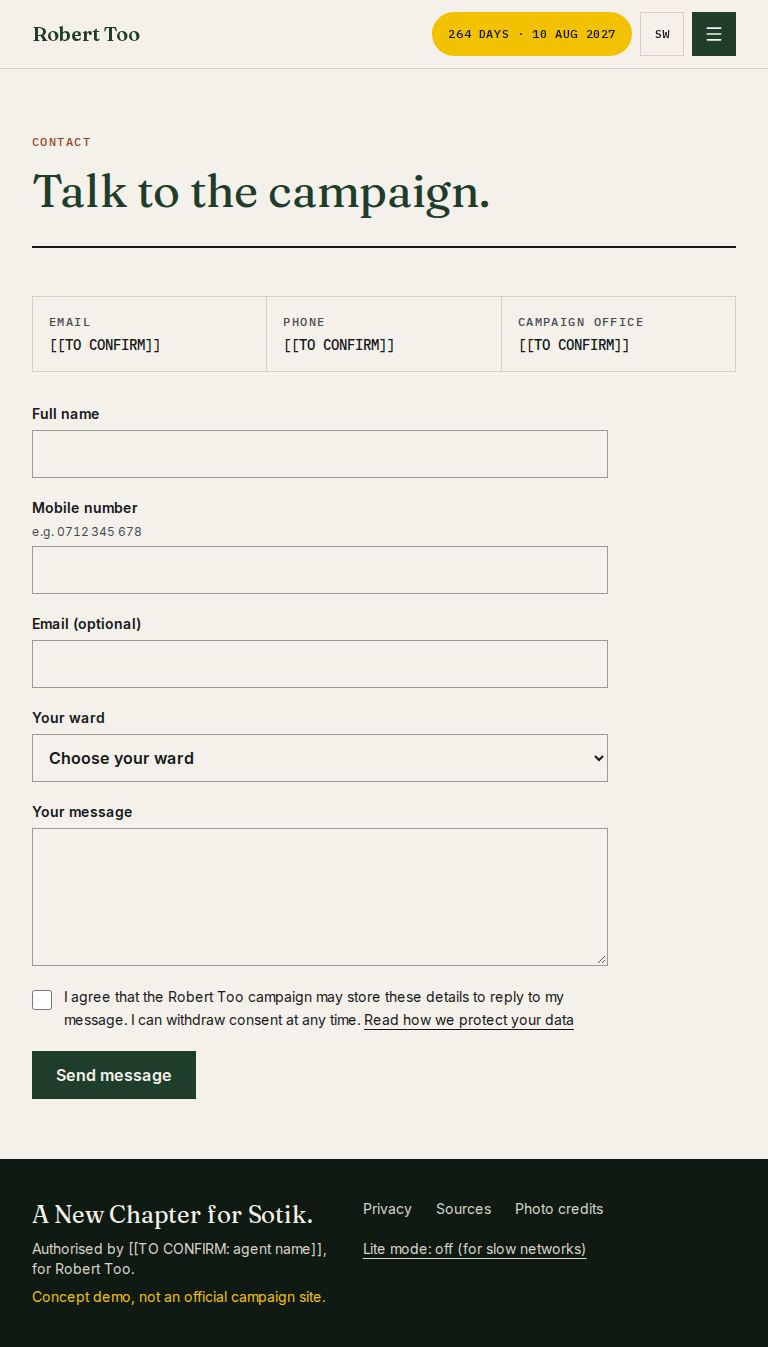 Robert Too
264 DAYS · 10 AUG 2027
SW
CONTACT
Talk to the campaign.
EMAIL
[[TO CONFIRM]]
PHONE
[[TO CONFIRM]]
CAMPAIGN OFFICE
[[TO CONFIRM]]
Full name
Mobile number
e.g. 0712 345 678
Email (optional)
Your ward
Choose your ward
Your message
I agree that the Robert Too campaign may store these details to reply to my
message. I can withdraw consent at any time. Read how we protect your data
Send message
A New Chapter for Sotik.
Authorised by [[TO CONFIRM: agent name]],
for Robert Too.
Concept demo, not an official campaign site.
Privacy
Sources
Photo credits
Lite mode: off (for slow networks)